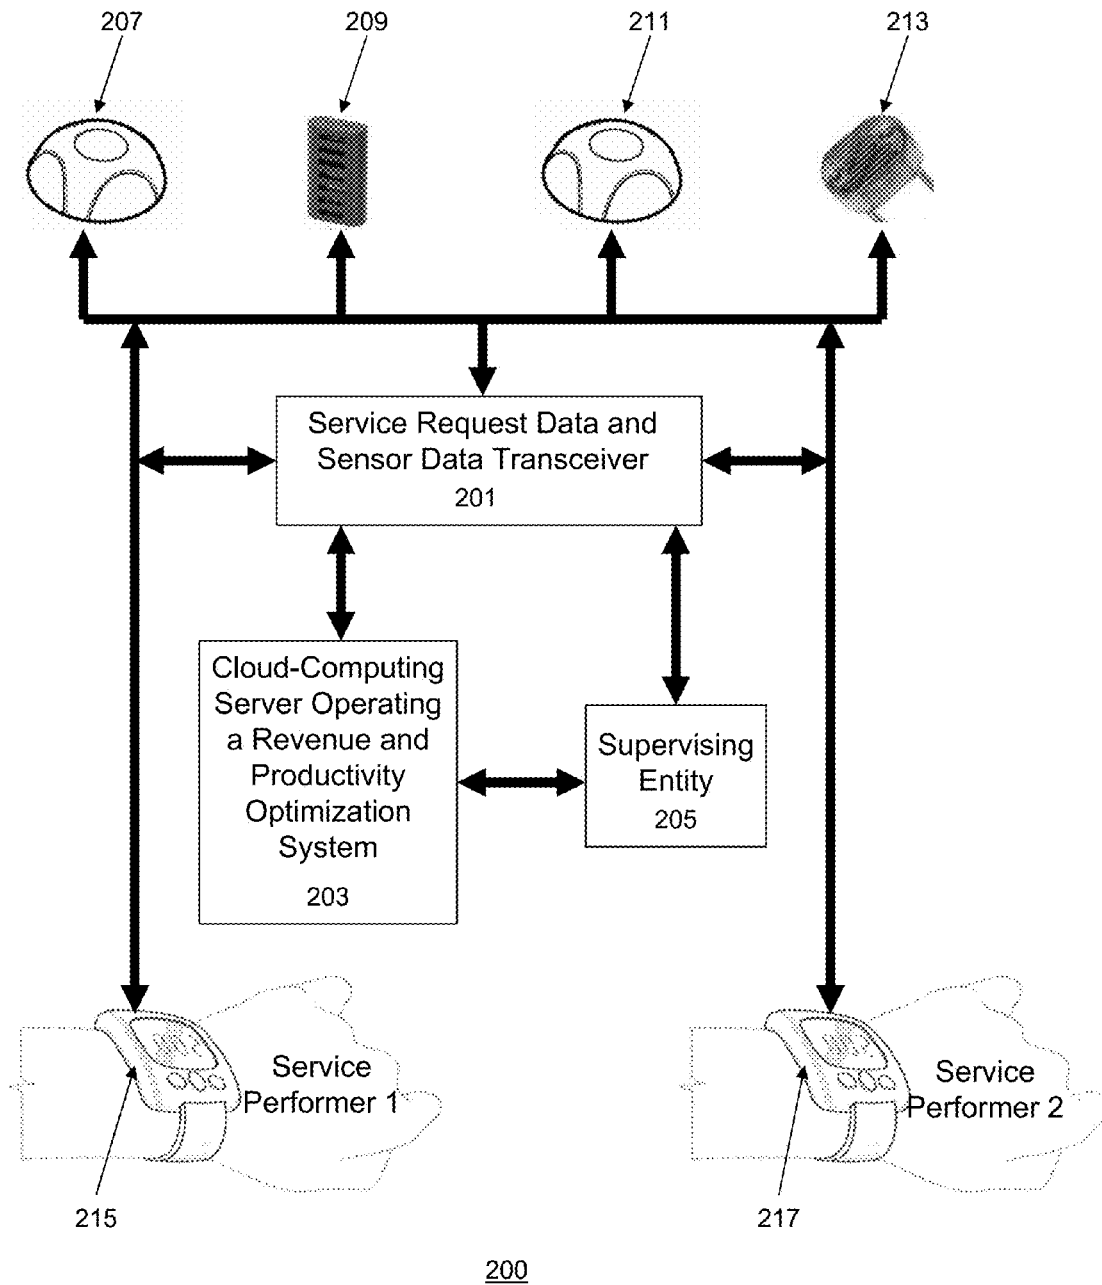 207
209
211
213
Service Request Data and
Sensor Data Transceiver
201
Cloud-Computing
Server Operating
a Revenue and
Productivity
Optimization
System
203
Supervising
Entity
205
Service
Performer 1
Service
Performer 2
215
217
200